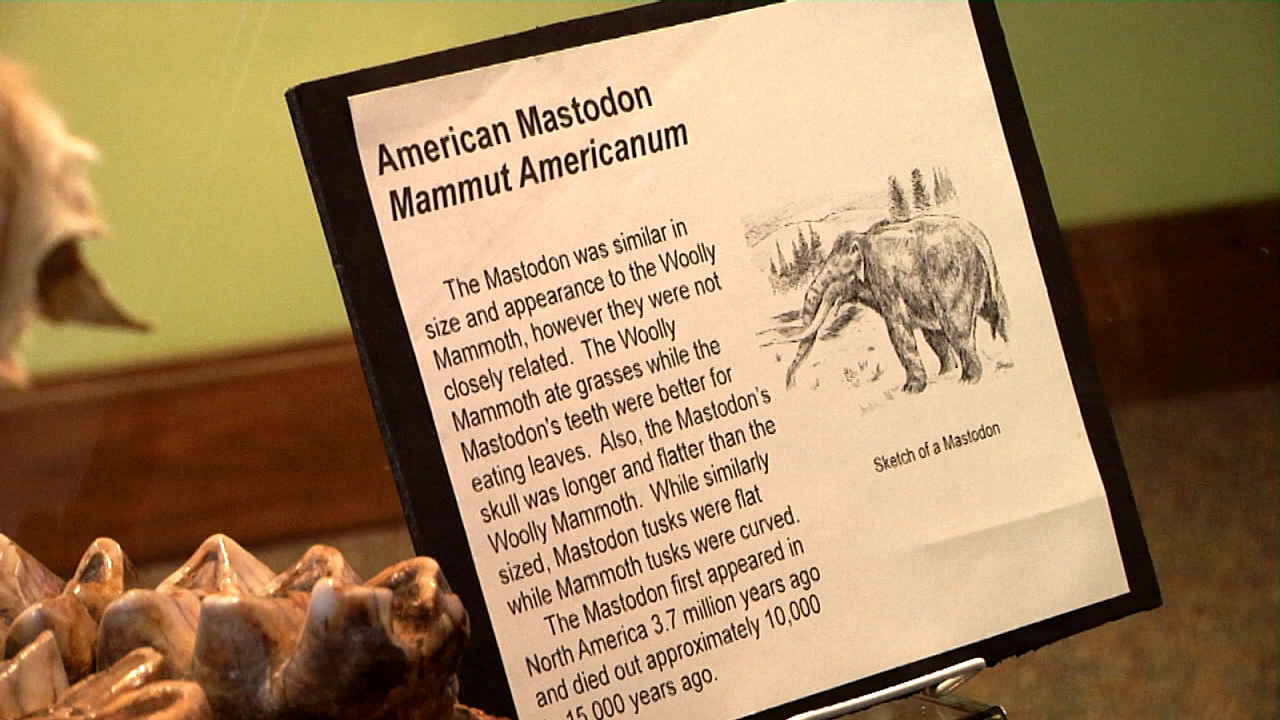 American Mastodon
Mammut Americanum
The Mastodon was similar in
size and appearance to the Woolly
Mammoth, however they were not
closely related. The Woolly
Mammoth ate grasses while the
Mastodon's teeth were better for
eating leaves. Also, the Mastodon's
skull was longer and flatter than the
Woolly Mammoth. While similarly
sized, Mastodon tusks were flat
while Mammoth tusks were curved.
The Mastodon first appeared in
North America 3.7 million years ago
and died out approximately 10,000
15,000 years ago.
Sketch of a Mastodon